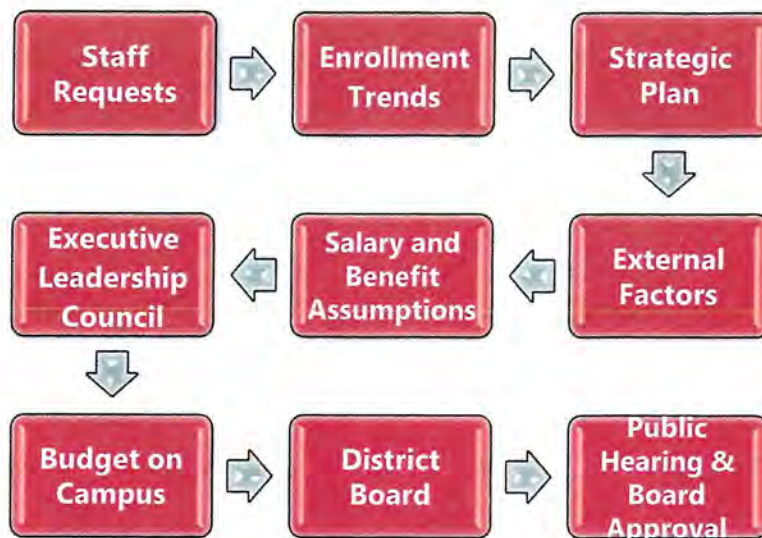 Staff
Requests
Enrollment
Trends
Strategic
Plan
External
Factors
Salary and
Benefit
Assumptions
Executive
Leadership
Council
Budget on
Campus
District
Board
Public
Hearing &
Board
Approval